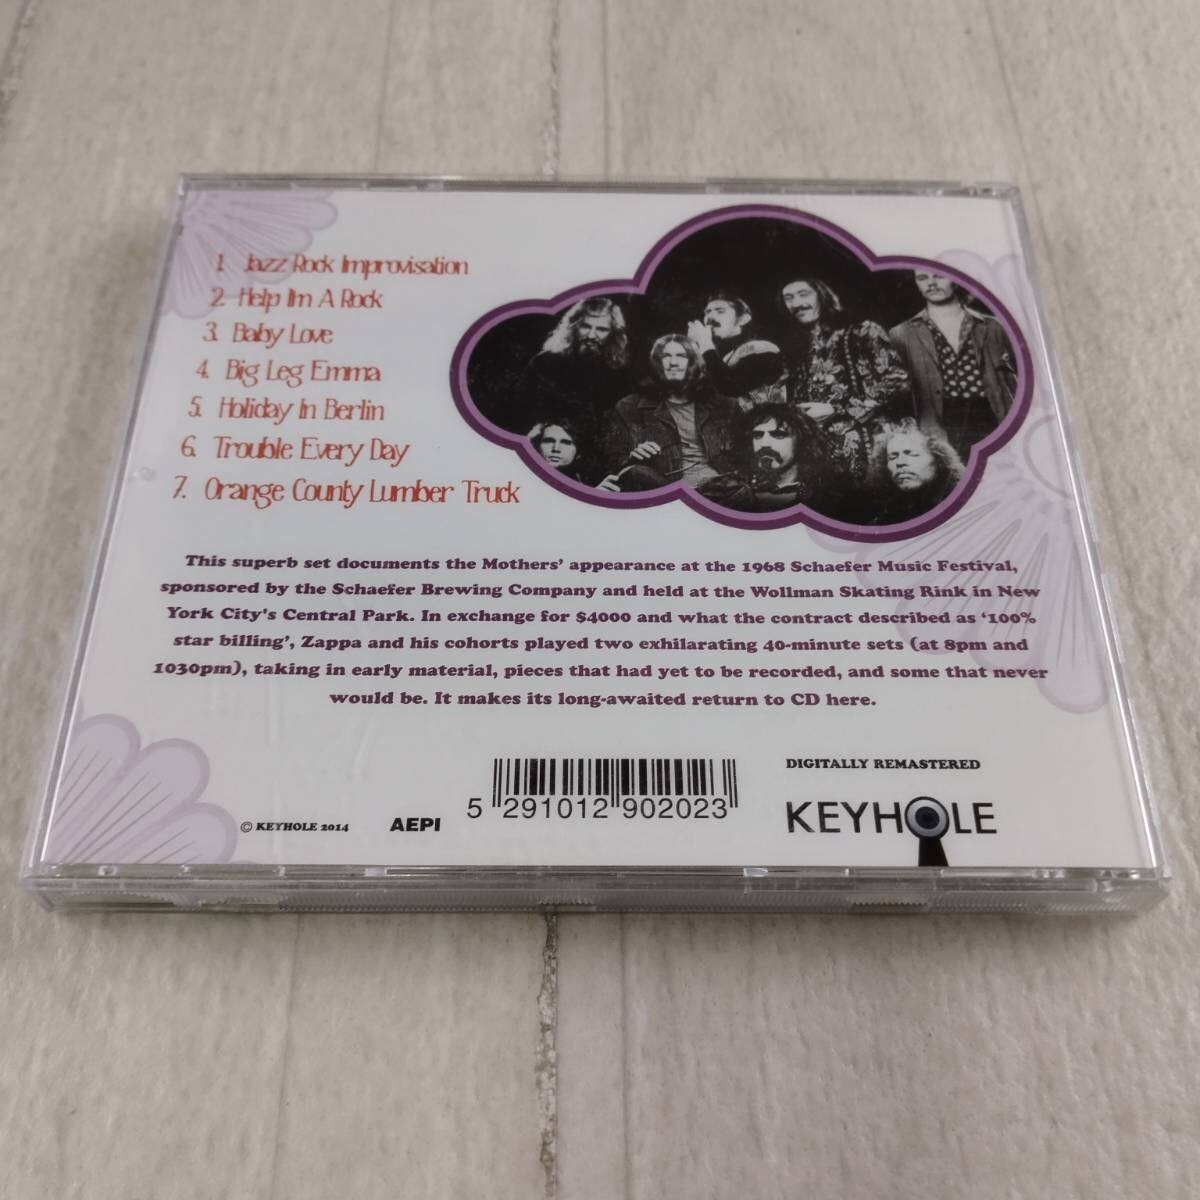 1. Jazz Rock Improvisation
2. Help Im A Rock
3. Baby Love
4. Big Leg Emma
5. Holiday In Berlin
6. Trouble Every Day
7. Orange County Lumber Truck
This superb set documents the Mothers' appearance at the 1968 Schaefer Music Festival,
sponsored by the Schaefer Brewing Company and held at the Wollman Skating Rink in New
York City's Central Park. In exchange for $4000 and what the contract described as '100%
star billing', Zappa and his cohorts played two exhilarating 40-minute sets (at 8pm and
1030pm), taking in early material, pieces that had yet to be recorded, and some that never
would be. It makes its long-awaited return to CD here.
DIGITALLY REMASTERED
© KEYHOLE 2014
AEPI
5 291012 902023
KEYHOLE